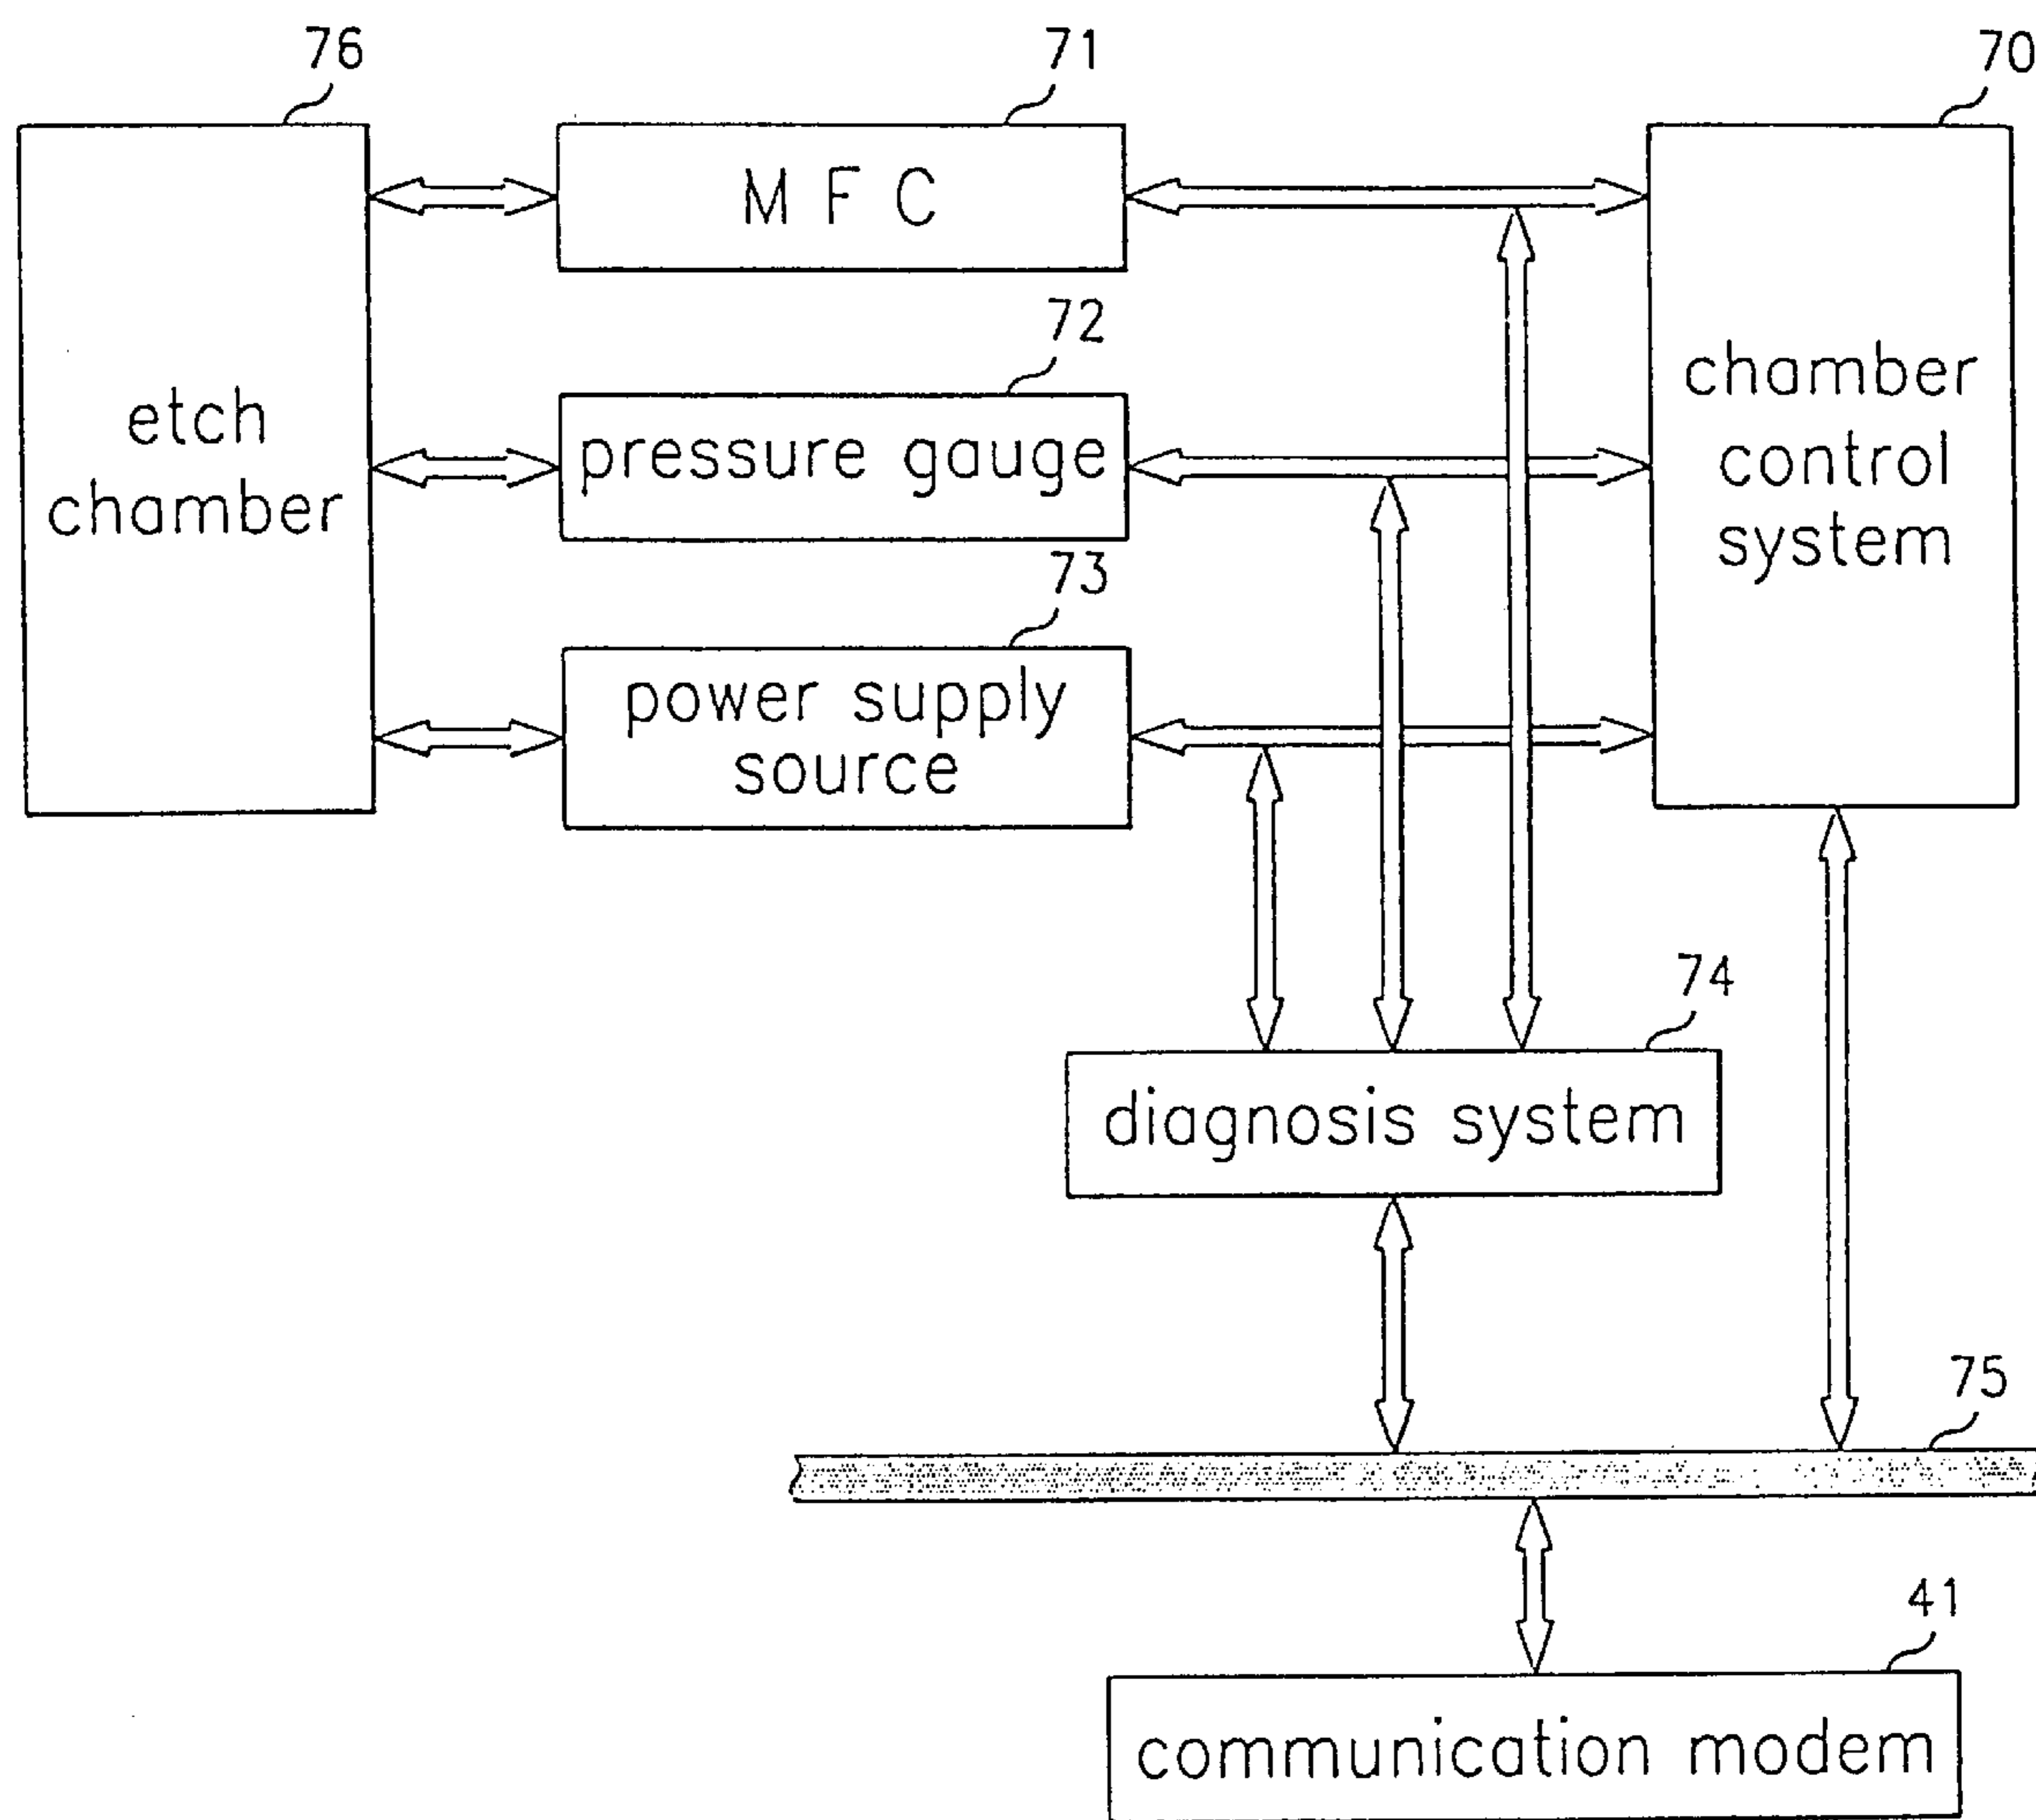 76
71
70
M F C
72
etch
chamber
pressure gauge
chamber
control
system
73
power supply
source
74
diagnosis system
75
41
communication modem